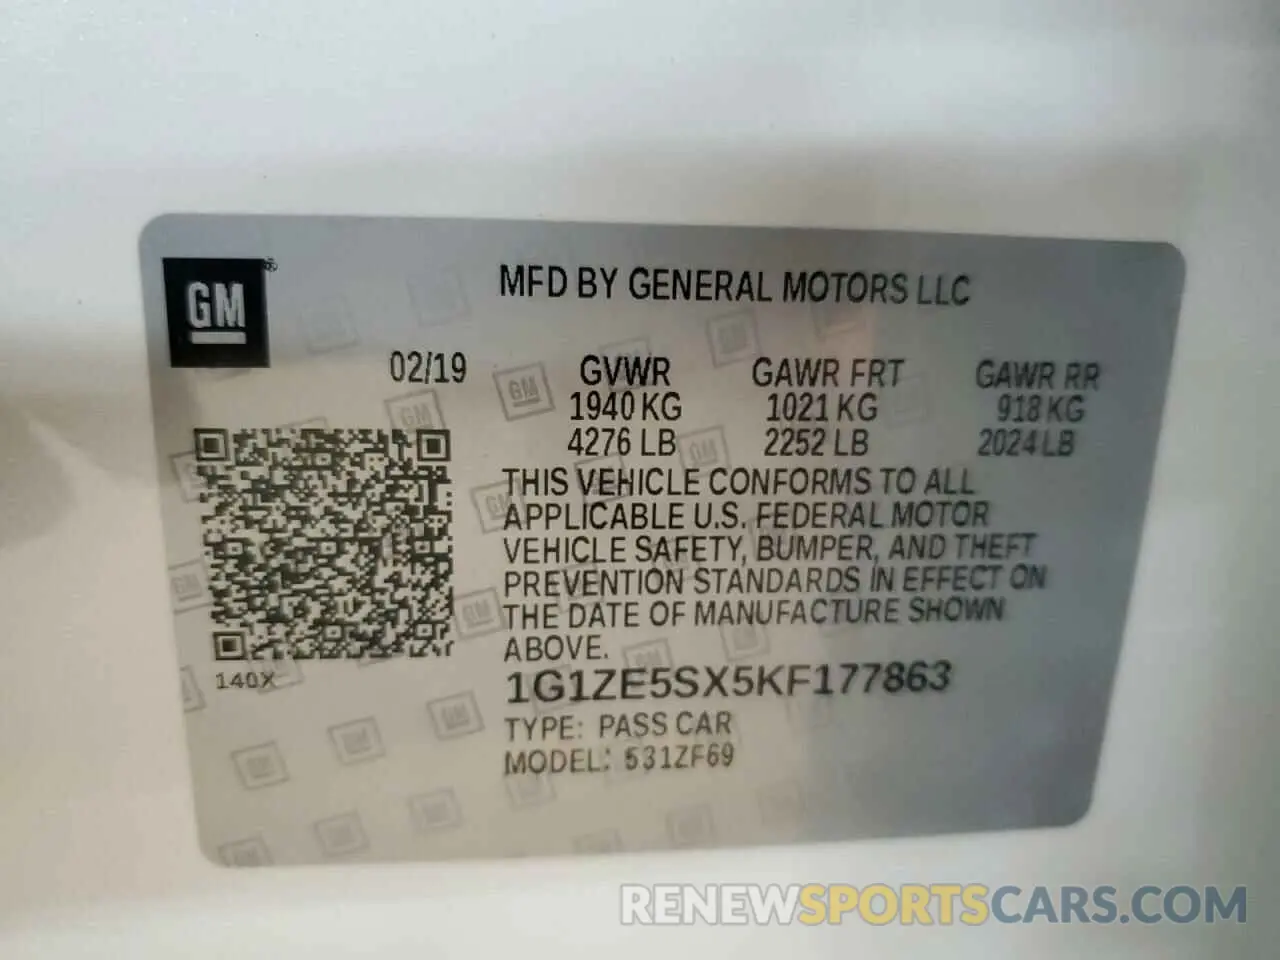 GM
MFD BY GENERAL MOTORS LLC
02/19 GVWR GAWR FRT GAWR RR
1940 KG 1021 KG 918 KG
4276 LB 2252 LB 2024 LB
THIS VEHICLE CONFORMS TO ALL
APPLICABLE U.S. FEDERAL MOTOR
VEHICLE SAFETY, BUMPER, AND THEFT
PREVENTION STANDARDS IN EFFECT ON
THE DATE OF MANUFACTURE SHOWN
ABOVE.
140X
1G1ZE5SX5KF177863
TYPE: PASS CAR
MODEL: 531ZF69
RENEWSPORTSCARS.COM